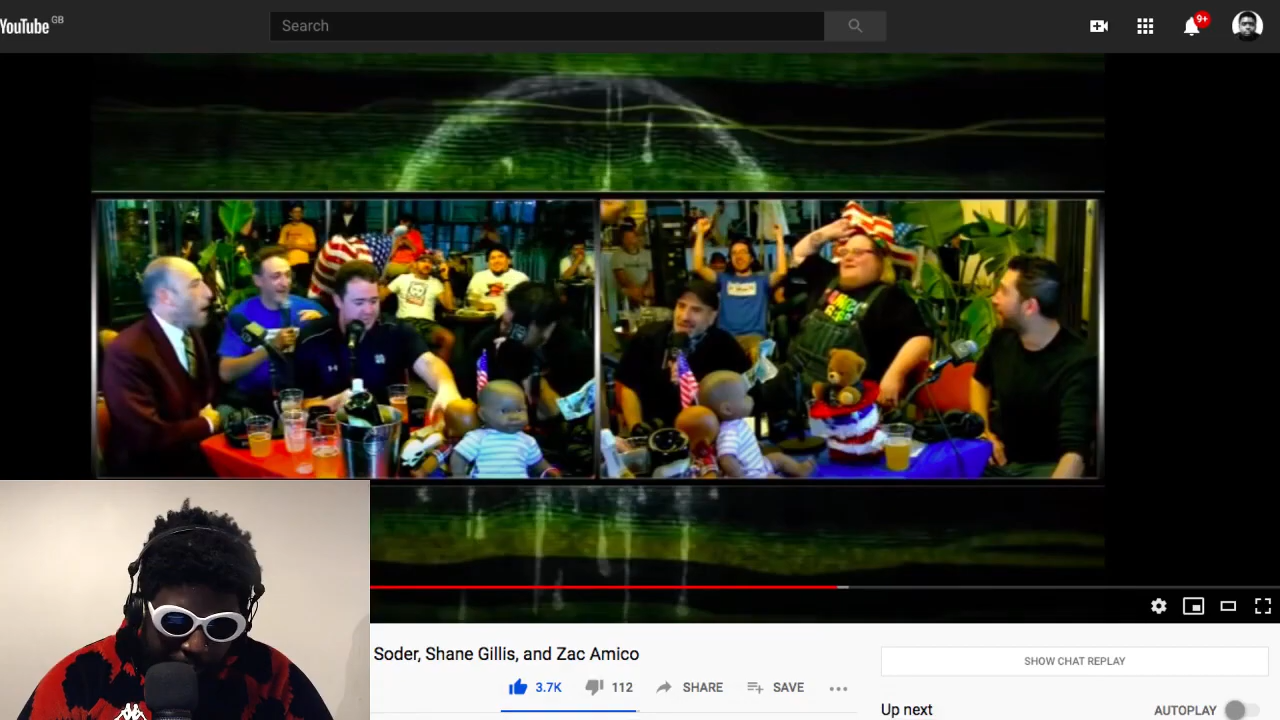 YouTube GB
Search
9+
Soder, Shane Gillis, and Zac Amico
3.7K
112
SHARE
SAVE
SHOW CHAT REPLAY
Up next
AUTOPLAY